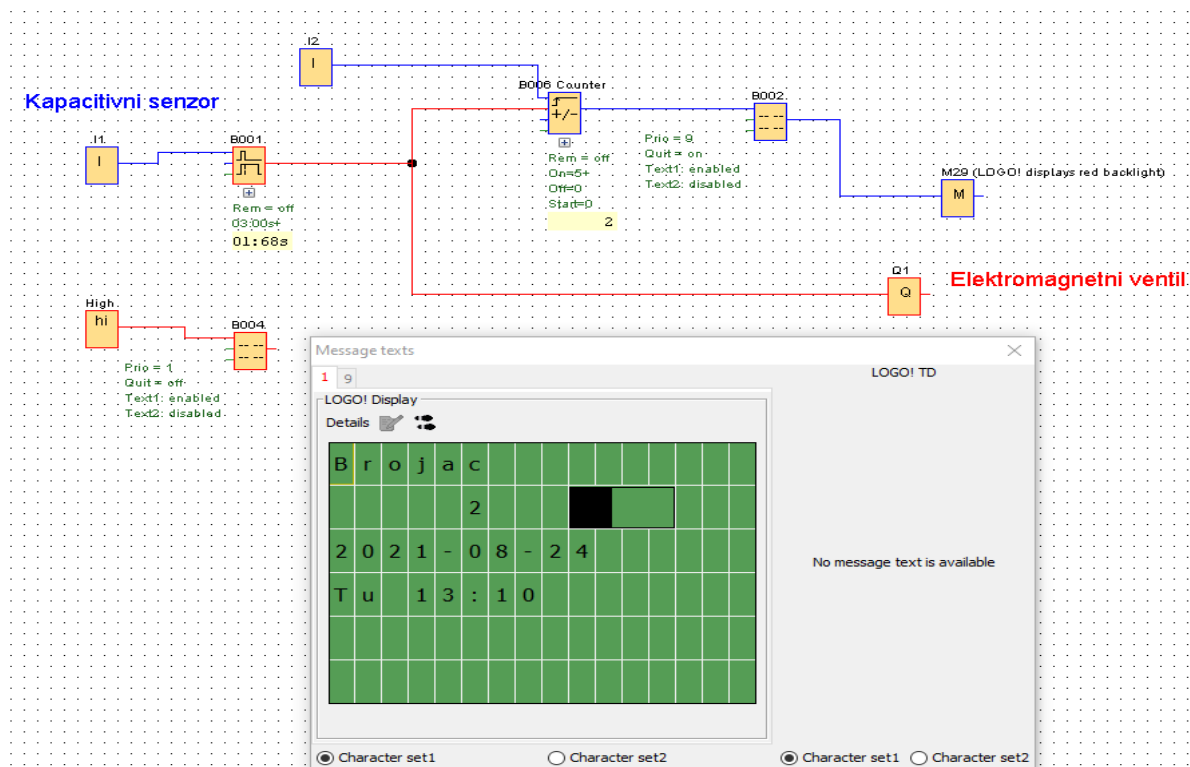 I2
I
B006 Counter
+/-
Rem = off
On=5+
Off=0
Start=0
2
B002
Prio = 9
Quit = on
Text1: enabled
Text2: disabled
M29 (LOGO! displays red backlight)
M
Kapacitivni senzor
I1
I
B001
Rem = off
03:00s+
01:68s
Q1
Q
Elektromagnetni ventil
High
hi
B004
Prio = 1
Quit = off
Text1: enabled
Text2: disabled
Message texts
1 9
LOGO! Display
Details
Brojac
2
2021-08-24
Tu 13:10
Character set1 Character set2
LOGO! TD
No message text is available
Character set1 Character set2